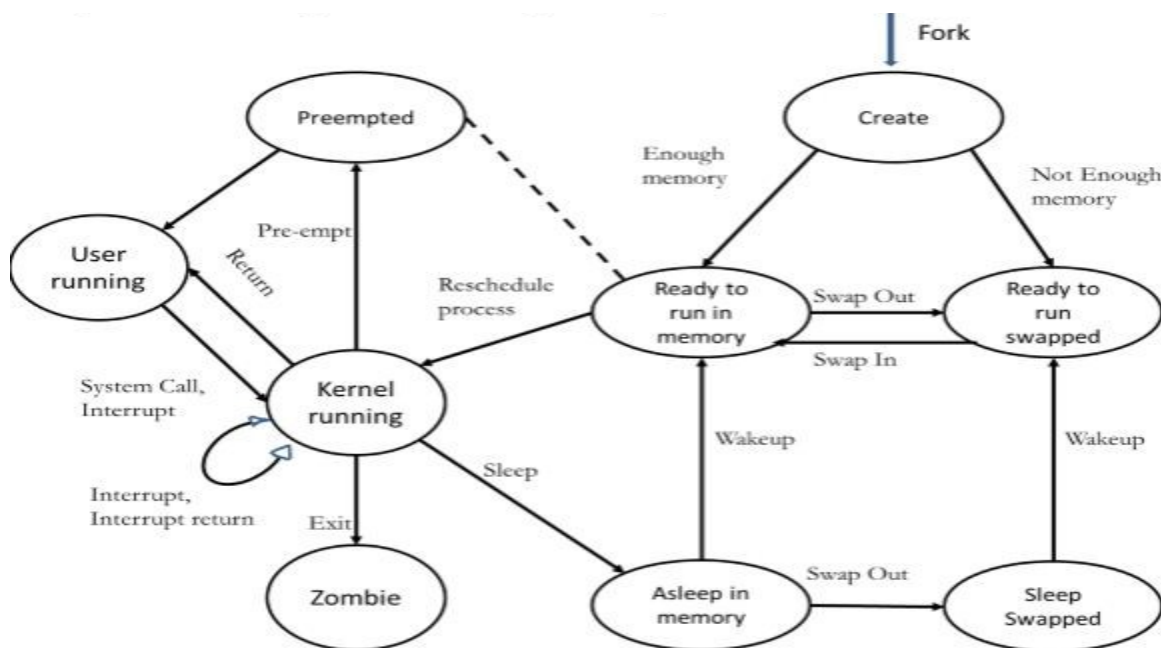 Fork
Preempted
Create
Enough
memory
Not Enough
memory
Pre-empt
User
running
Return
Reschedule
process
Ready to
run in
memory
Swap Out
Swap In
Ready to
run
swapped
System Call,
Interrupt
Kernel
running
Wakeup
Wakeup
Sleep
Interrupt,
Interrupt return
Exit
Zombie
Asleep in
memory
Swap Out
Sleep
Swapped